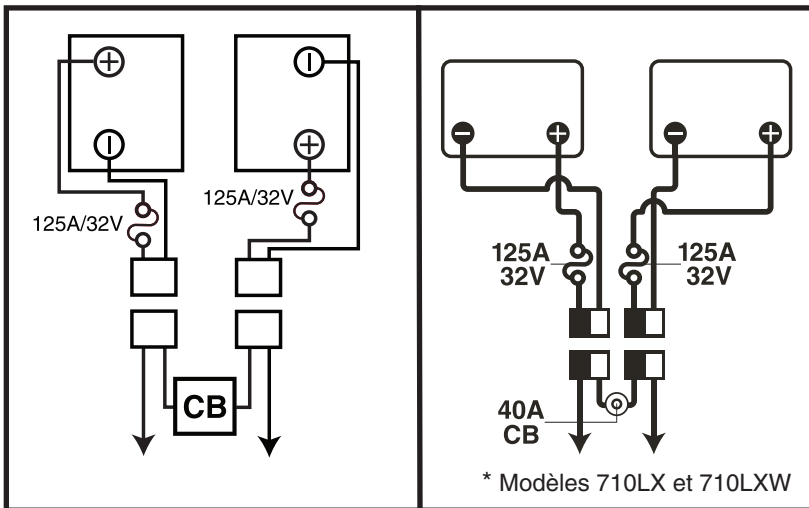 125A/32V
125A/32V
CB
125A
32V
125A
32V
40A
CB
* Modèles 710LX et 710LXW